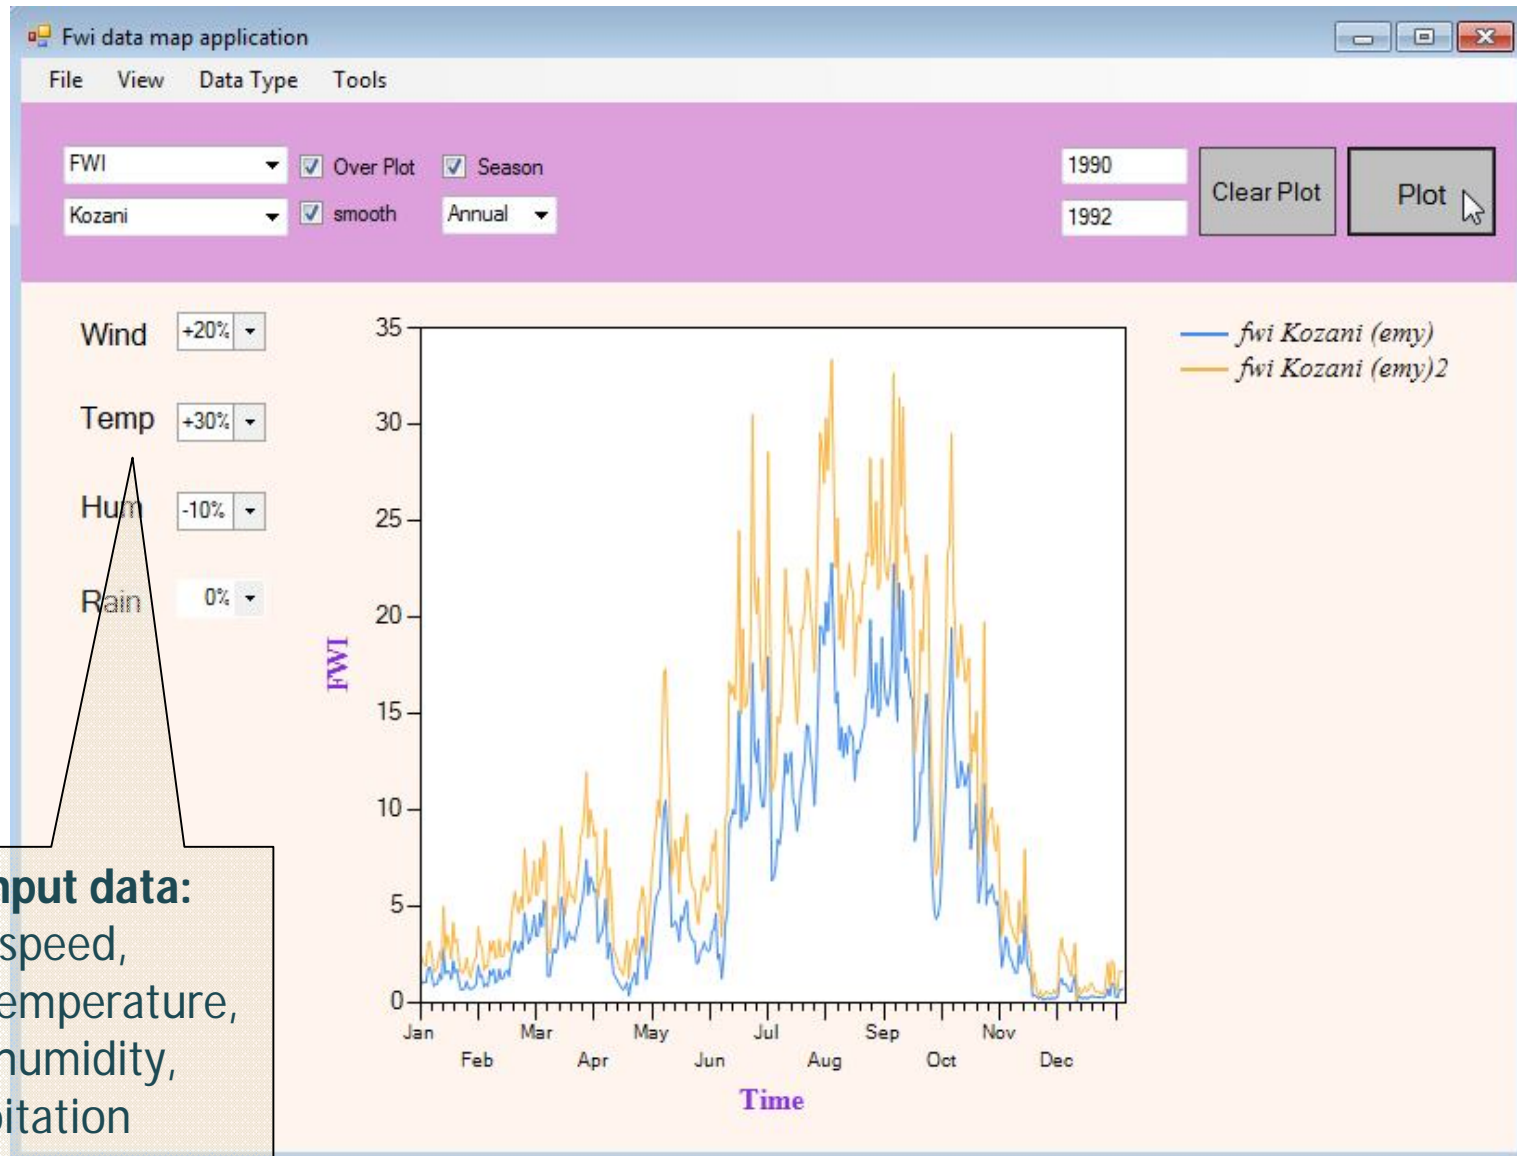 Fwi data map application
File View Data Type Tools
FWI Over Plot Season 1990 Clear Plot Plot
Kozani smooth Annual 1992
Wind +20%
Temp +30%
Hum -10%
Rain 0%
35
30
25
20
15
10
5
0
FWI
Jan Mar May Jul Sep Nov
Feb Apr Jun Aug Oct Dec
Time
fwi Kozani (emy)
fwi Kozani (emy)2
nput data:
speed,
emperature,
humidity,
itation